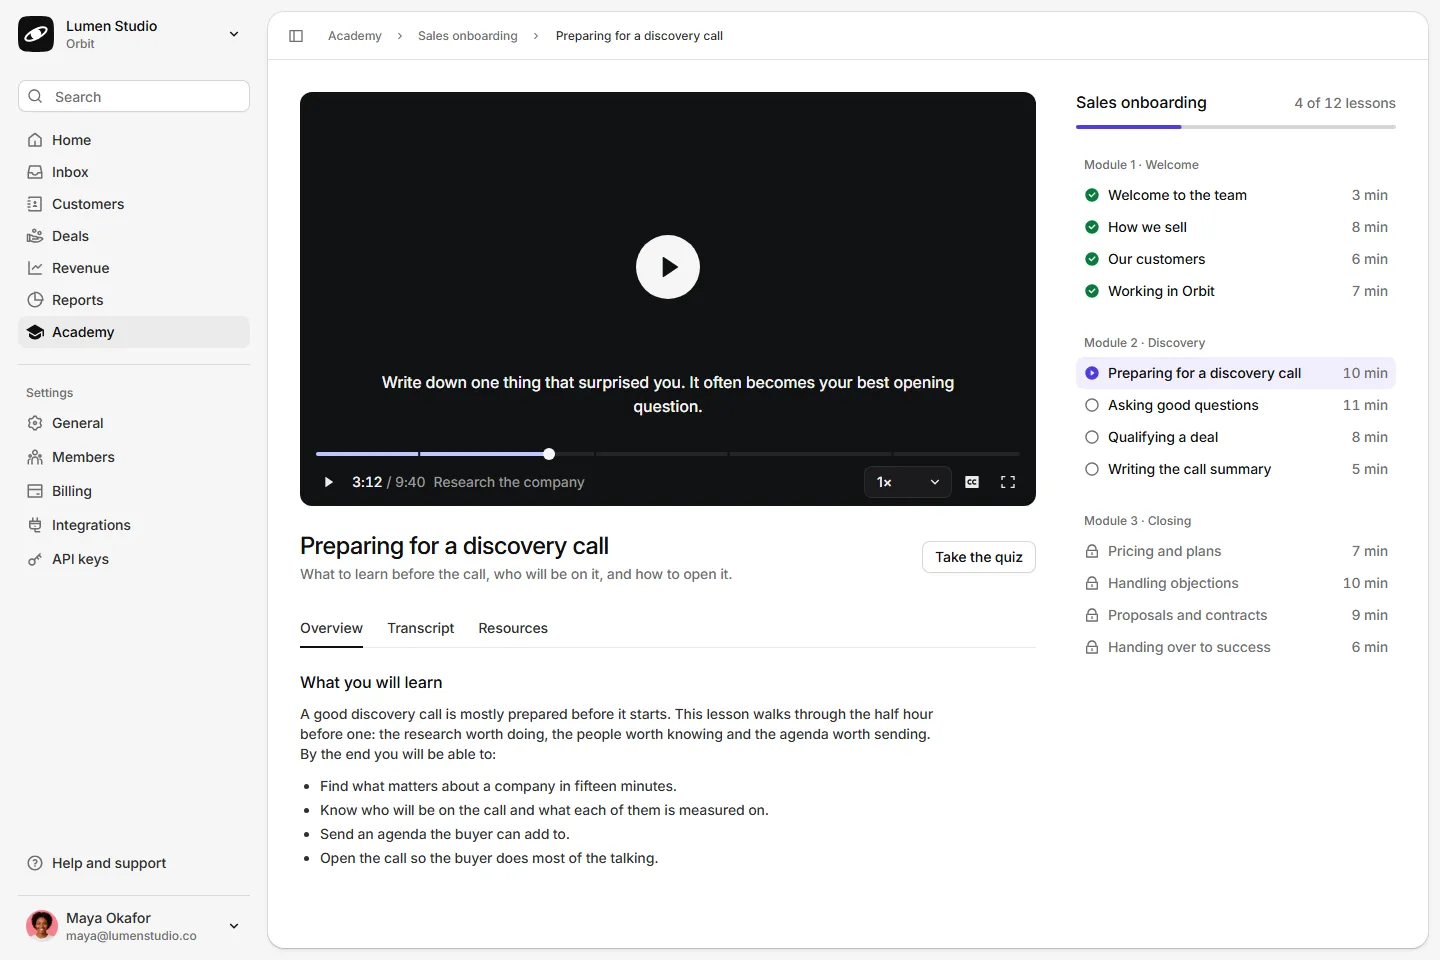 Lumen Studio
Orbit
Search
Home
Inbox
Customers
Deals
Revenue
Reports
Academy
Settings
General
Members
Billing
Integrations
API keys
Help and support
Maya Okafor
maya@lumenstudio.co
Academy
Sales onboarding
Preparing for a discovery call
Write down one thing that surprised you. It often becomes your best opening
question.
3:12 / 9:40 Research the company
1×
CC
Preparing for a discovery call
What to learn before the call, who will be on it, and how to open it.
Take the quiz
Overview
Transcript
Resources
What you will learn
A good discovery call is mostly prepared before it starts. This lesson walks through the half hour
before one: the research worth doing, the people worth knowing and the agenda worth sending.
By the end you will be able to:
• Find what matters about a company in fifteen minutes.
• Know who will be on the call and what each of them is measured on.
• Send an agenda the buyer can add to.
• Open the call so the buyer does most of the talking.
Sales onboarding 4 of 12 lessons
Module 1 · Welcome
Welcome to the team 3 min
How we sell 8 min
Our customers 6 min
Working in Orbit 7 min
Module 2 · Discovery
Preparing for a discovery call 10 min
Asking good questions 11 min
Qualifying a deal 8 min
Writing the call summary 5 min
Module 3 · Closing
Pricing and plans 7 min
Handling objections 10 min
Proposals and contracts 9 min
Handing over to success 6 min